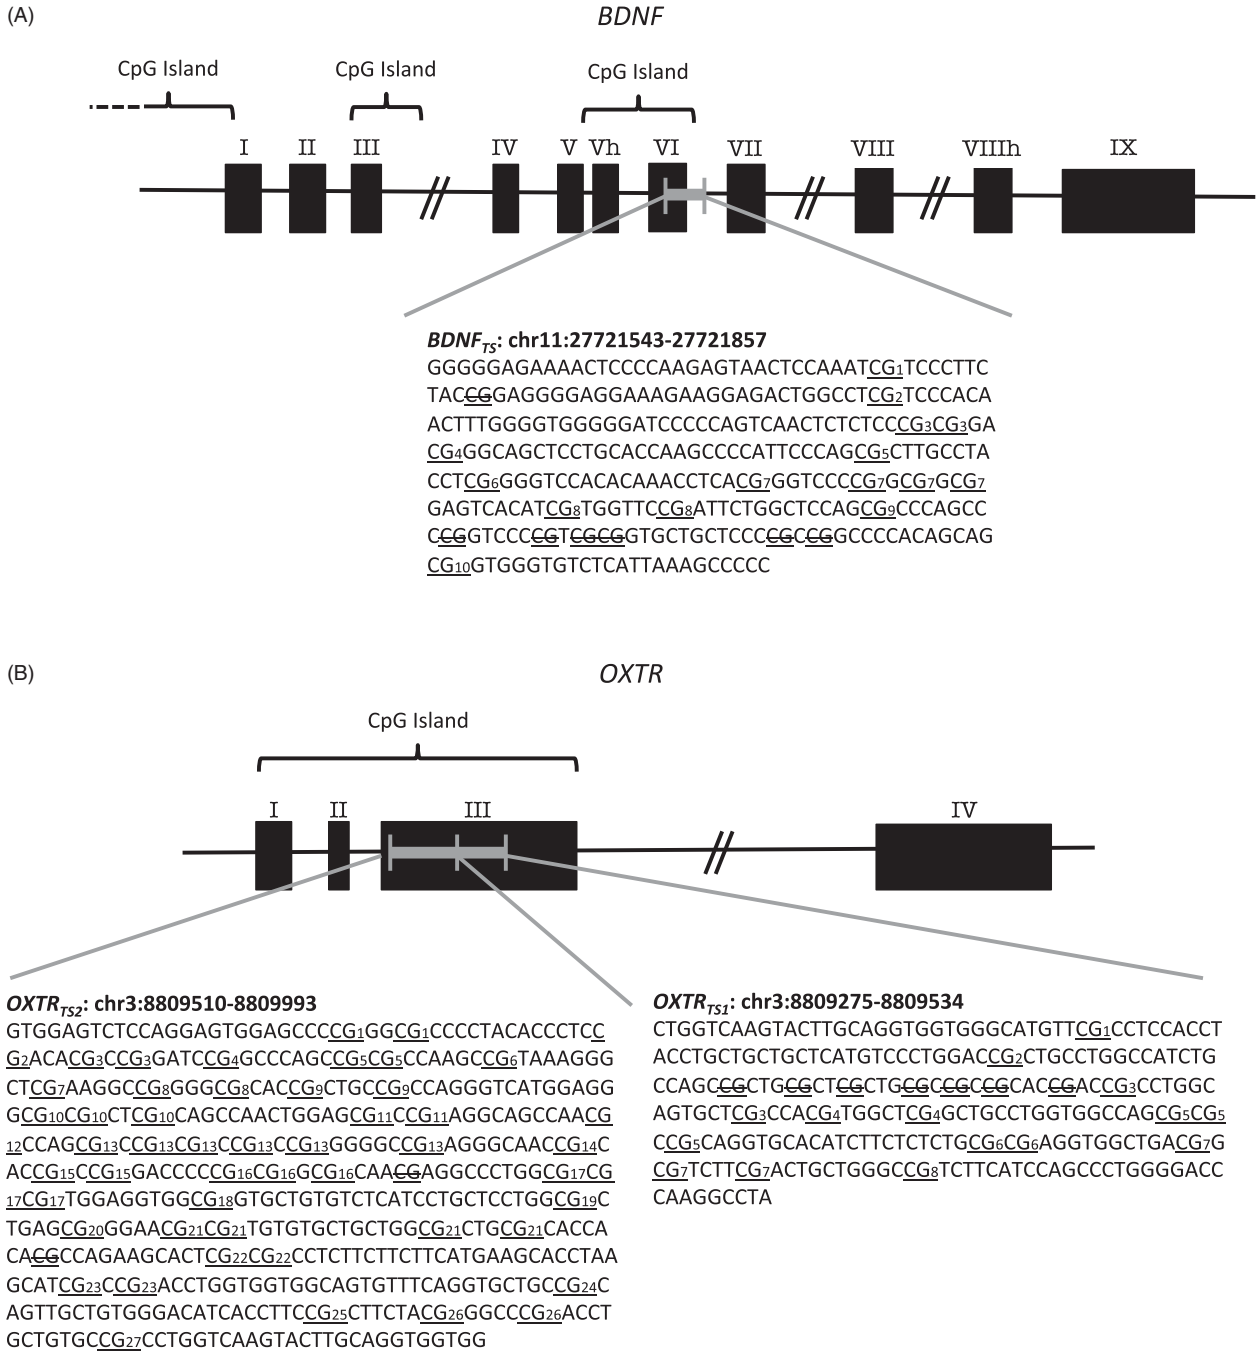 (A)
BDNF
CpG Island CpG Island CpG Island
I II III IV V Vh VI VII VIII VIIIh IX
BDNFTS: chr11:27721543-27721857
GGGGGAGAAAACTCCCCAAGAGTAACTCCAAATCG1TCCCTTC
TACCGGAGGGGAGGAAAGAAGGAGACTGGCCTCG2TCCCACA
ACTTTGGGGTGGGGGATCCCCCAGTCAACTCTCTCCCG3CG3GA
CG4GGCAGCTCCTGCACCAAGCCCCATTCCCAGCG5CTTGCCTA
CCTCG6GGGTCCACACAAACCTCACG7GGTCCCCG7GCG7GCG7
GAGTCACATCG8TGGTTCCG8ATTCTGGCTCCAGCG9CCCAGCC
CCGGTCCCCGTCGCGGTGCTGCTCCCCGCCGGCCCCACAGCAG
CG10GTGGGTGTCTCATTAAAGCCCCC
(B)
OXTR
CpG Island
I II III IV
OXTRTS2: chr3:8809510-8809993
GTGGAGTCTCCAGGAGTGGAGCCCCG1GGCG1CCCCTACACCCTCC
G2ACACG3CCG3GATCCG4GCCCAGCCG5CG5CCAAGCCG6TAAAGGG
CTCG7AAGGCCG8GGGCG8CACCG9CTGCCG9CCAGGGTCATGGAGG
GCG10CG10CTCG10CAGCCAACTGGAGCG11CCG11AGGCAGCCAACG
12CCAGCG13CCG13CG13CCG13CCG13GGGGCCG13AGGGCAACCG14C
ACCG15CCG15GACCCCCG16CG16GCG16CAACGAGGCCCTGGCG17CG
17CG17TGGAGGTGGCG18GTGCTGTGTCTCATCCTGCTCCTGGCG19C
TGAGCG20GGAACG21CG21TGTGTGCTGCTGGCG21CTGCG21CACCA
CACGCCAGAAGCACTCG22CG22CCTCTTCTTCTTCATGAAGCACCTAA
GCATCG23CCG23ACCTGGTGGTGGCAGTGTTTCAGGTGCTGCCG24C
AGTTGCTGTGGGACATCACCTTCCG25CTTCTACG26GGCCCG26ACCT
GCTGTGCCG27CCTGGTCAAGTACTTGCAGGTGGTGG
OXTRTS1: chr3:8809275-8809534
CTGGTCAAGTACTTGCAGGTGGTGGGCATGTTCG1CCTCCACCT
ACCTGCTGCTGCTCATGTCCCTGGACCG2CTGCCTGGCCATCTG
CCAGCCGCTGCGCTCGCTGCGCCGCCGCACCGACCG3CCTGGC
AGTGCTCG3CCACG4TGGCTCG4GCTGCCTGGTGGCCAGCG5CG5
CCG5CAGGTGCACATCTTCTCTCTGCG6CG6AGGTGGCTGACG7G
CG7TCTTCG7ACTGCTGGGCCG8TCTTCATCCAGCCCTGGGGACC
CAAGGCCTA